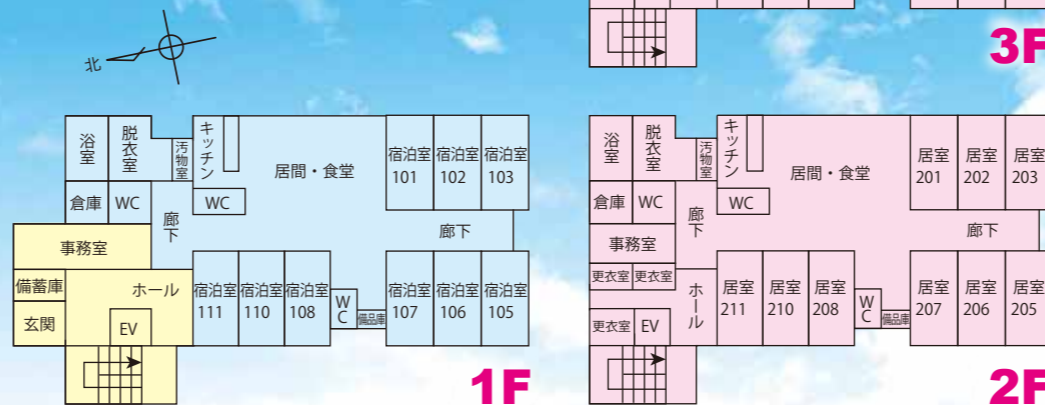 3F
北
浴室
脱衣室
汚物室
キッチン
居間・食堂
宿泊室
101
宿泊室
102
宿泊室
103
倉庫
WC
廊下
WC
廊下
事務室
備蓄庫
ホール
宿泊室
111
宿泊室
110
宿泊室
108
WC
備品庫
宿泊室
107
宿泊室
106
宿泊室
105
玄関
EV
1F
浴室
脱衣室
汚物室
キッチン
居間・食堂
居室
201
居室
202
居室
203
倉庫
WC
廊下
WC
廊下
事務室
更衣室
更衣室
ホール
居室
211
居室
210
居室
208
WC
備品庫
居室
207
居室
206
居室
205
更衣室
EV
2F